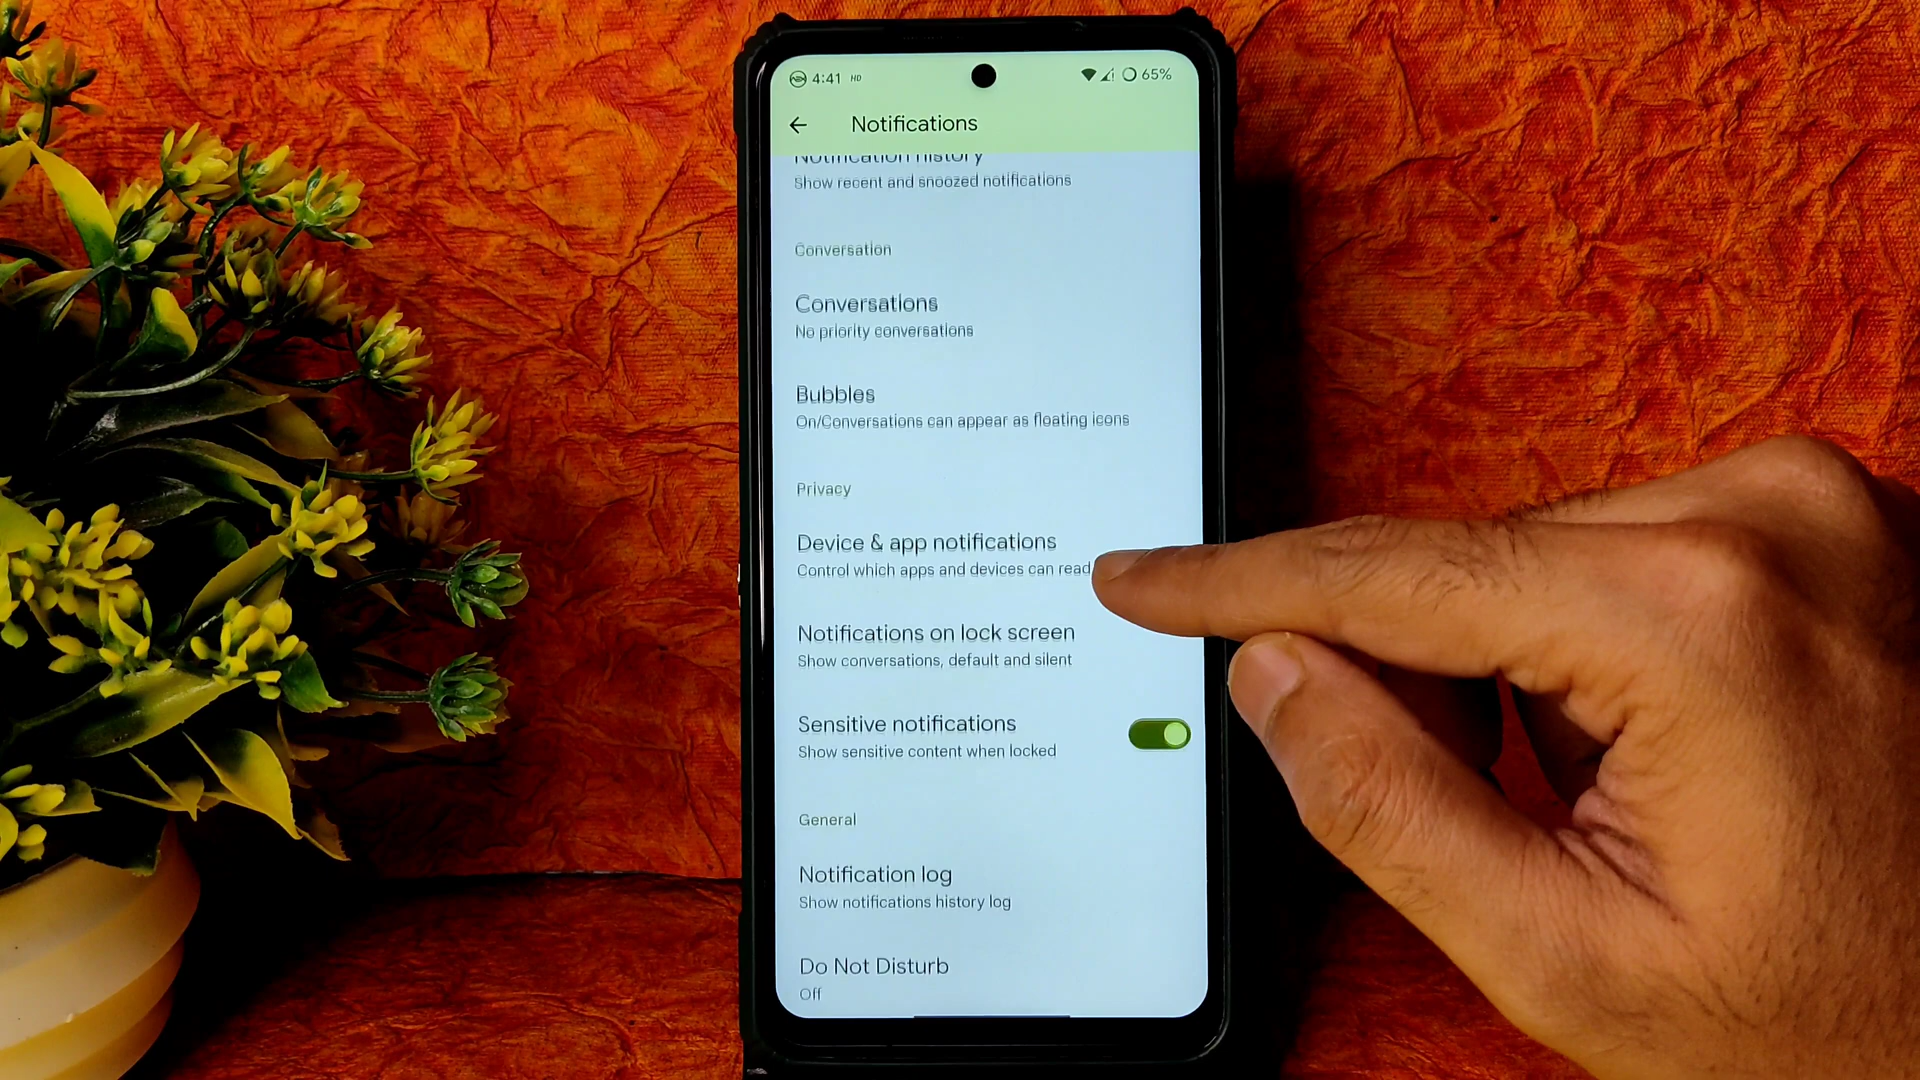 4:41 HD 65%
Notifications
Notification history
Show recent and snoozed notifications
Conversation
Conversations
No priority conversations
Bubbles
On/Conversations can appear as floating icons
Privacy
Device & app notifications
Control which apps and devices can read
Notifications on lock screen
Show conversations, default and silent
Sensitive notifications
Show sensitive content when locked
General
Notification log
Show notifications history log
Do Not Disturb
Off